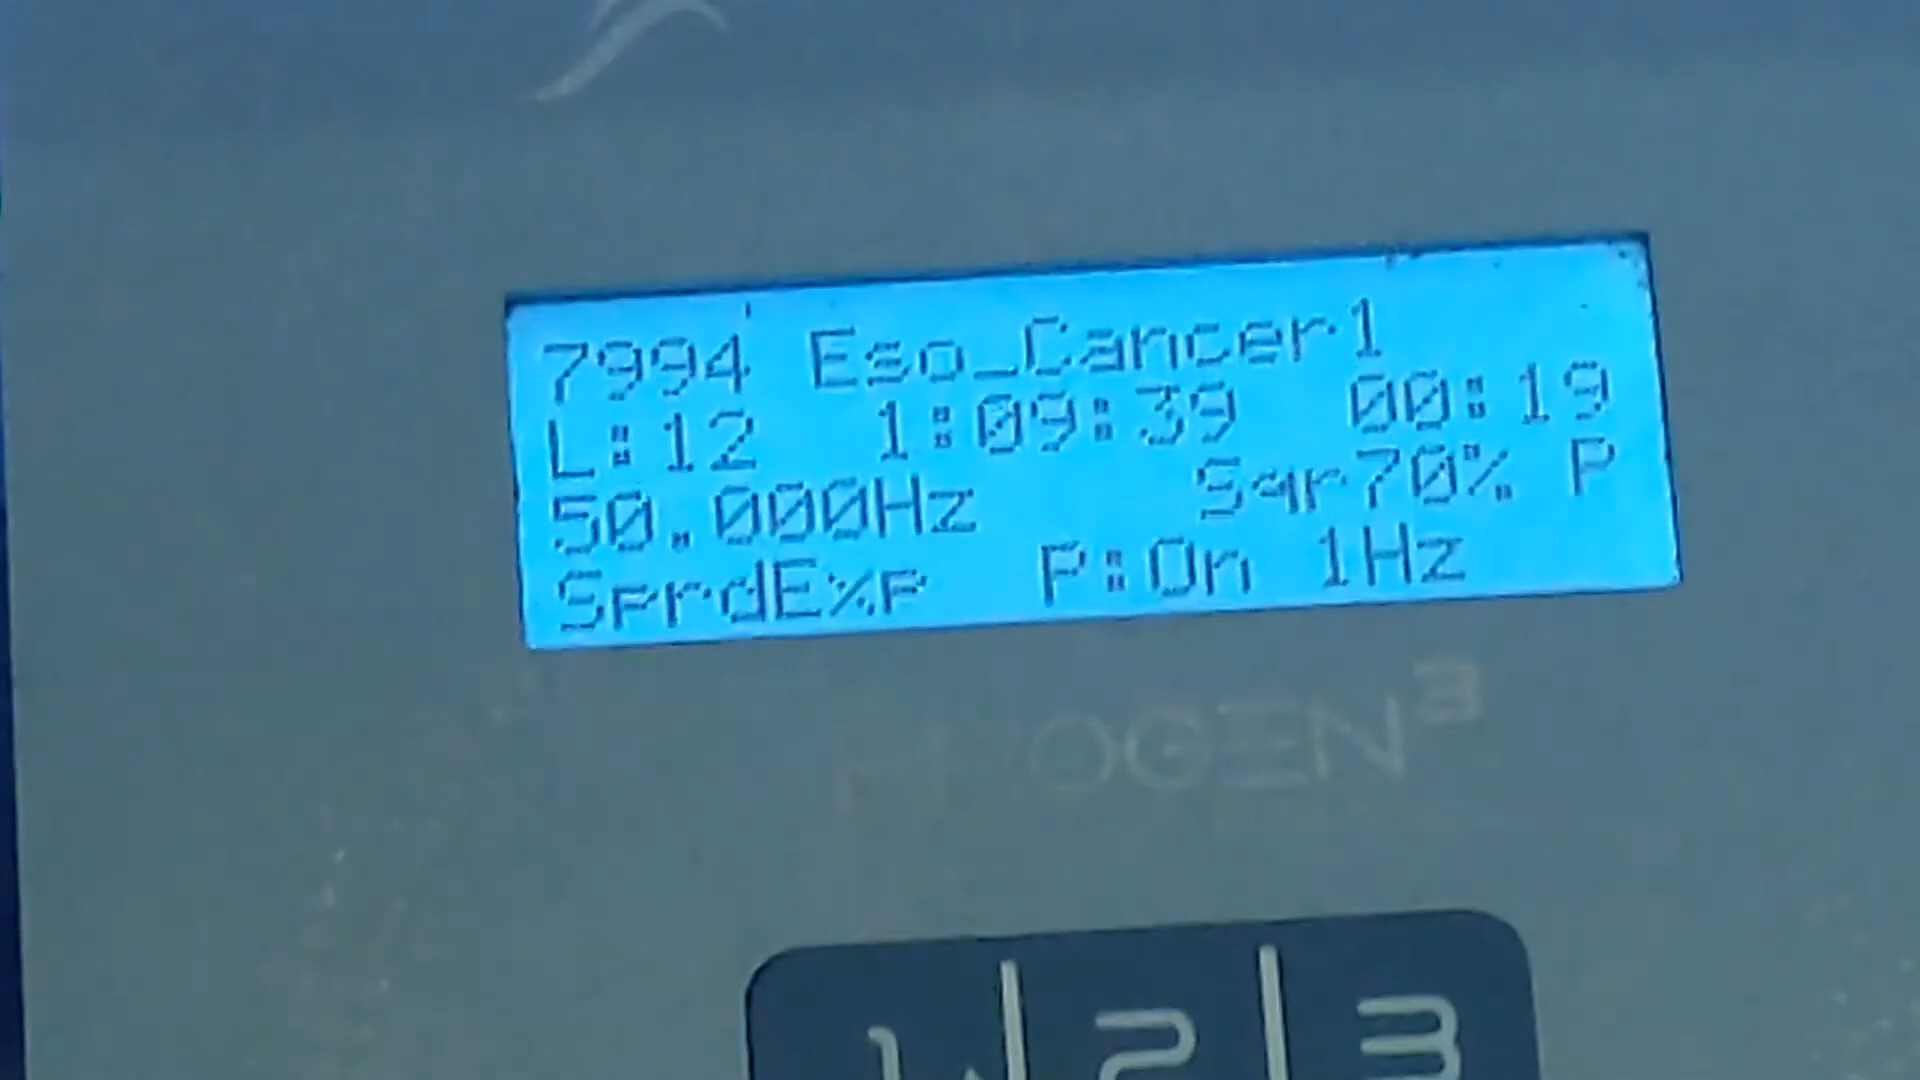 7994 Eso_Cancer1
L:12 1:09:39 00:19
50.000Hz Sqr70% P
SprdExp P:On 1Hz
1 2 3